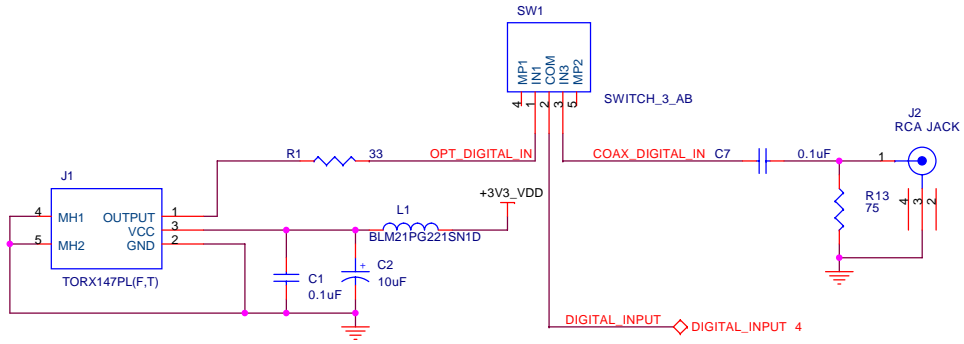 SW1
MP1
IN1
COM
IN3
MP2
4
1
2
3
5
SWITCH_3_AB
J2
RCA JACK
R1
33
OPT_DIGITAL_IN
COAX_DIGITAL_IN
C7
0.1uF
1
J1
+3V3_VDD
L1
BLM21PG221SN1D
R13
75
4
3
2
4
MH1
OUTPUT
1
VCC
3
5
MH2
GND
2
TORX147PL(F,T)
C1
0.1uF
+
C2
10uF
DIGITAL_INPUT
DIGITAL_INPUT 4